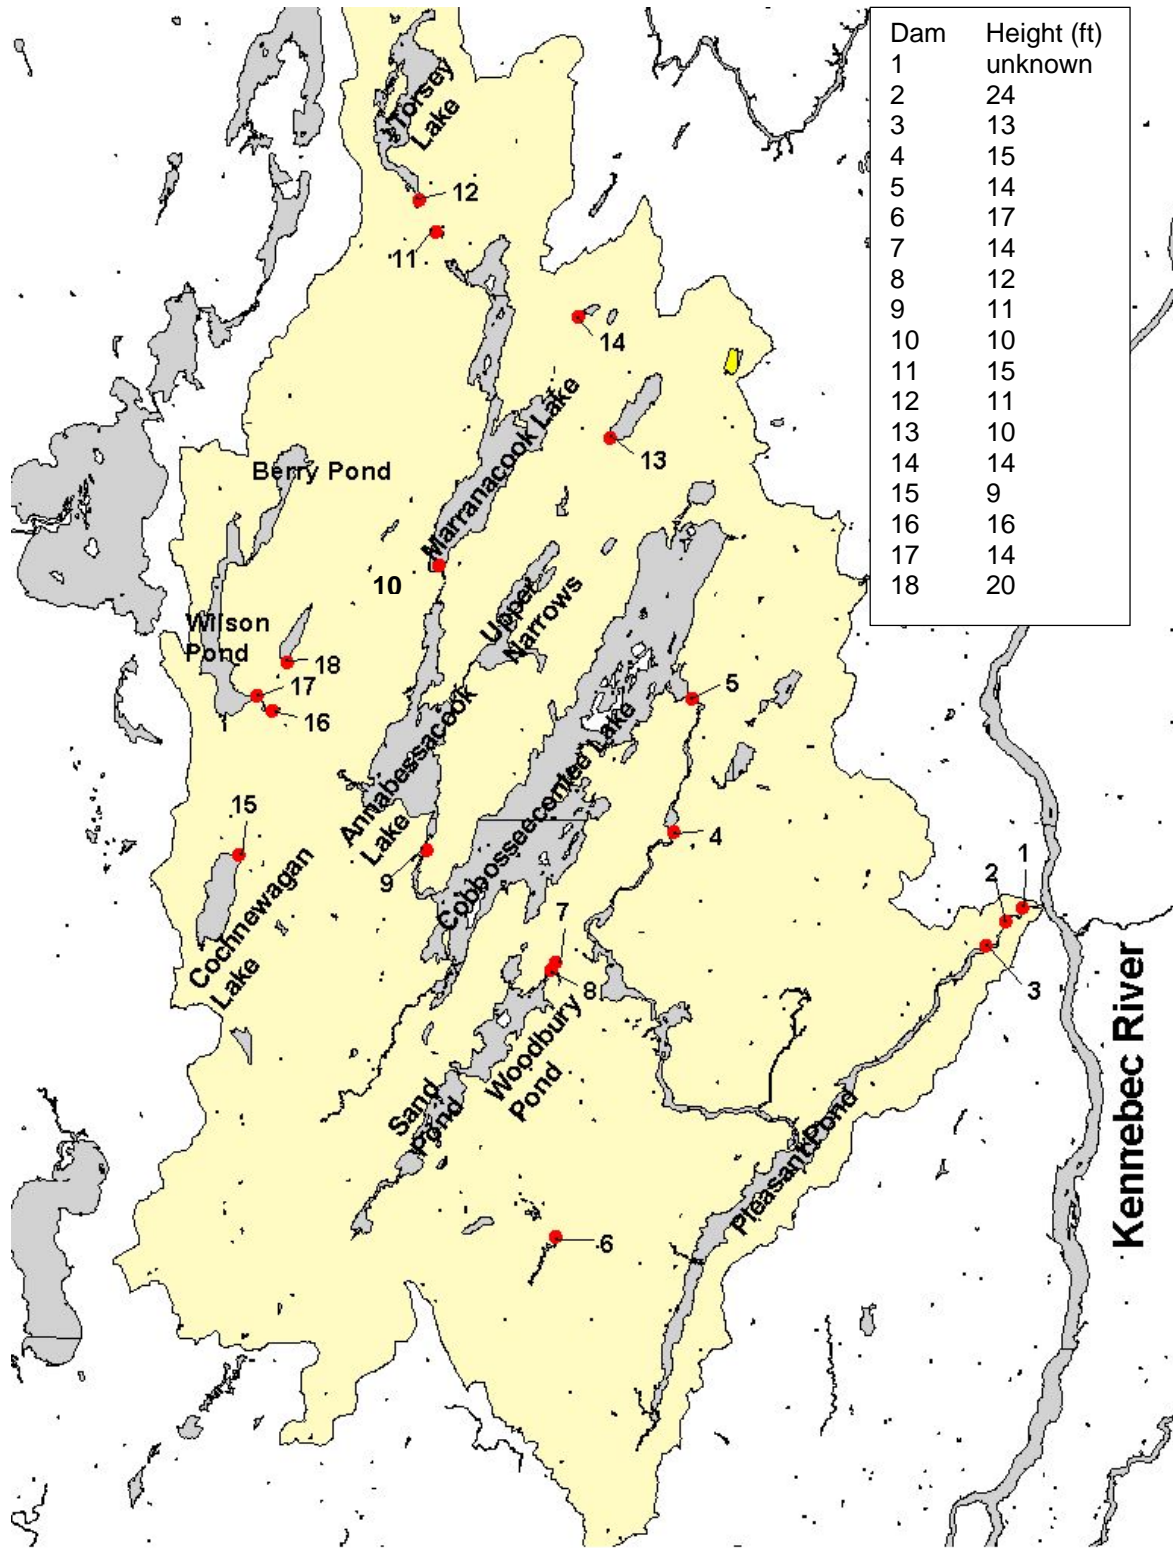 Dam Height (ft)
1 unknown
2 24
3 13
4 15
5 14
6 17
7 14
8 12
9 11
10 10
11 15
12 11
13 10
14 14
15 9
16 16
17 14
18 20
Torsey
Lake
12
11
14
Marranacook Lake
13
Berry Pond
10
Upper
Narrows
Wilson
Pond
18
17
16
5
Annabessacook
Lake
Cobbosseecontee Lake
15
4
9
Cochnewagan
Lake
1
2
3
7
8
Woodbury
Pond
Sand
Pond
Pleasant Pond
Kennebec River
6